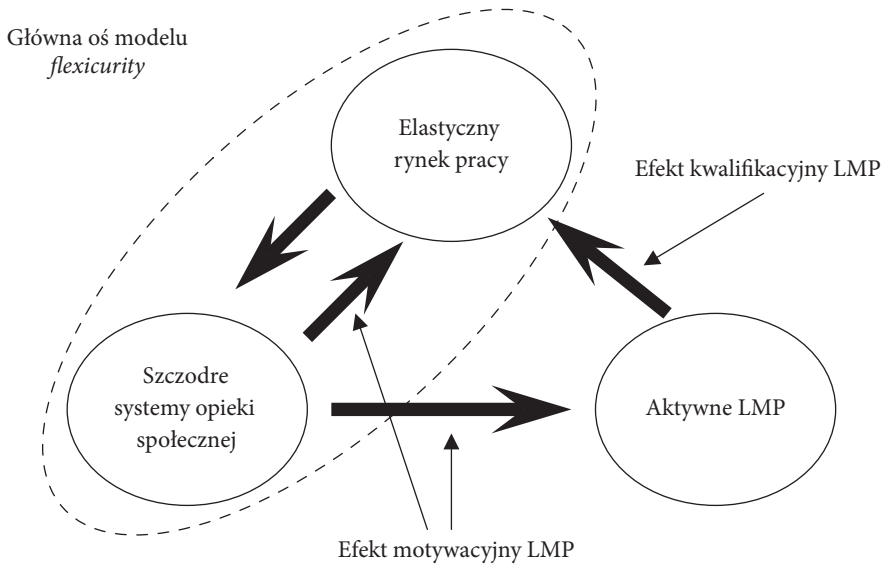 Główna oś modelu
flexicurity
Elastyczny
rynek pracy
Efekt kwalifikacyjny LMP
Szczodre
systemy opieki
społecznej
Aktywne LMP
Efekt motywacyjny LMP